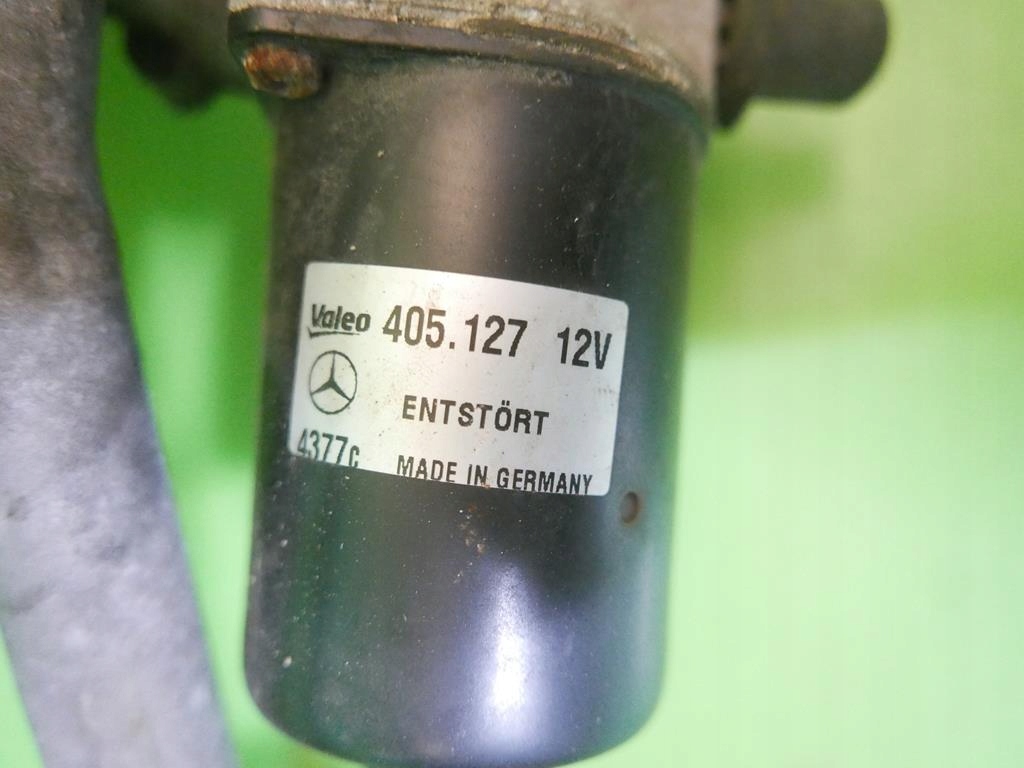 Valeo 405.127 12V
ENTSTÖRT
4377C MADE IN GERMANY